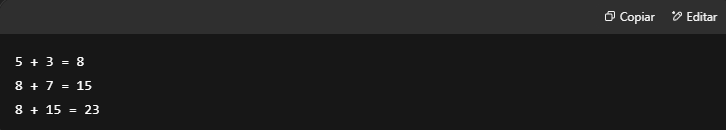 Copiar Editar
5 + 3 = 8
8 + 7 = 15
8 + 15 = 23